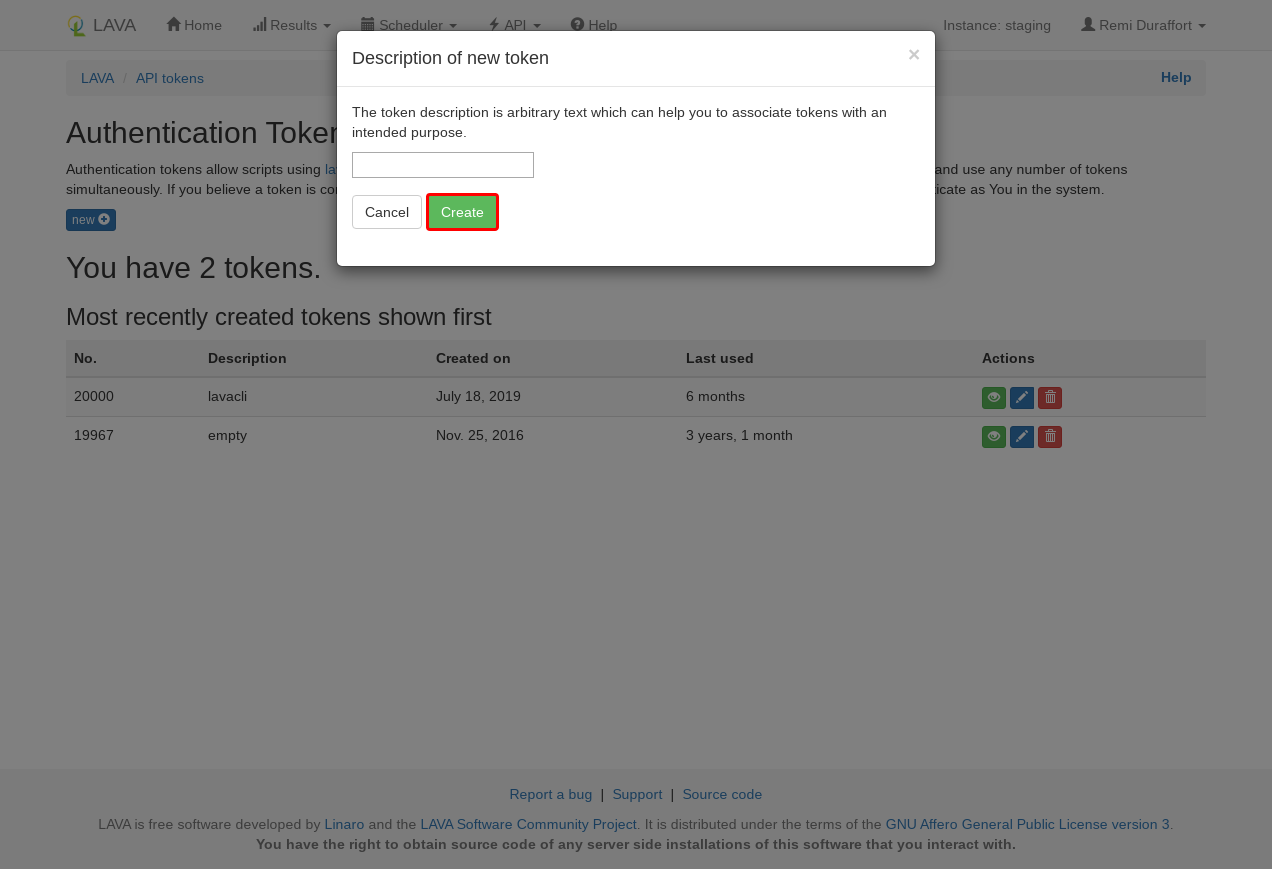 LAVA Home Results Scheduler API Help Instance: staging Remi Duraffort
Description of new token ×
LAVA / API tokens Help
The token description is arbitrary text which can help you to associate tokens with an
intended purpose.
Cancel Create
Authentication Token
Authentication tokens allow scripts using and use any number of tokens
simultaneously. If you believe a token is as You in the system.
new
You have 2 tokens.
Most recently created tokens shown first
No. Description Created on Last used Actions
20000 lavacli July 18, 2019 6 months
19967 empty Nov. 25, 2016 3 years, 1 month
Report a bug | Support | Source code
LAVA is free software developed by Linaro and the LAVA Software Community Project. It is distributed under the terms of the GNU Affero General Public License version 3.
You have the right to obtain source code of any server side installations of this software that you interact with.